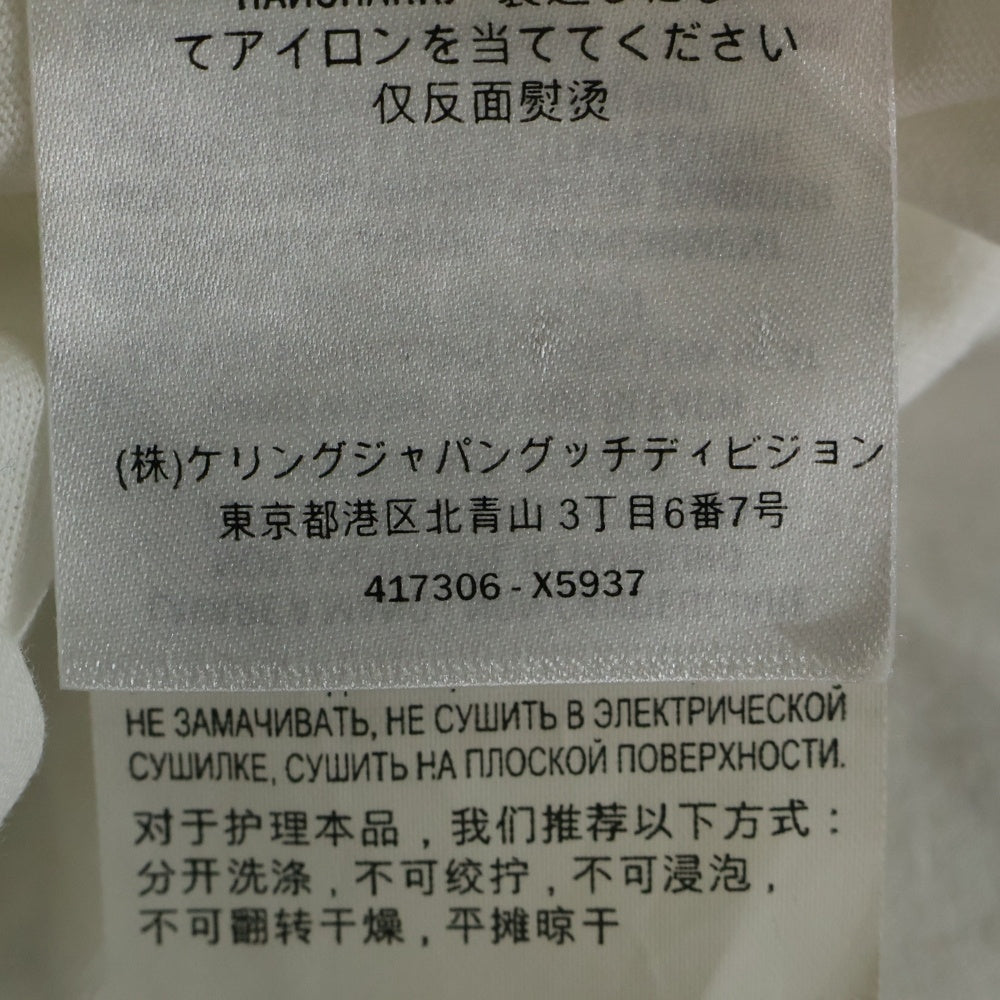 てアイロンを当ててください
仅反面熨烫
(株)ケリングジャパングッチディビジョン
東京都港区北青山 3丁目6番7号
417306 - X5937
НЕ ЗАМАЧИВАТЬ, НЕ СУШИТЬ В ЭЛЕКТРИЧЕСКОЙ
СУШИЛКЕ, СУШИТЬ НА ПЛОСКОЙ ПОВЕРХНОСТИ.
对于护理本品，我们推荐以下方式：
分开洗涤，不可绞拧，不可浸泡，
不可翻转干燥，平摊晾干